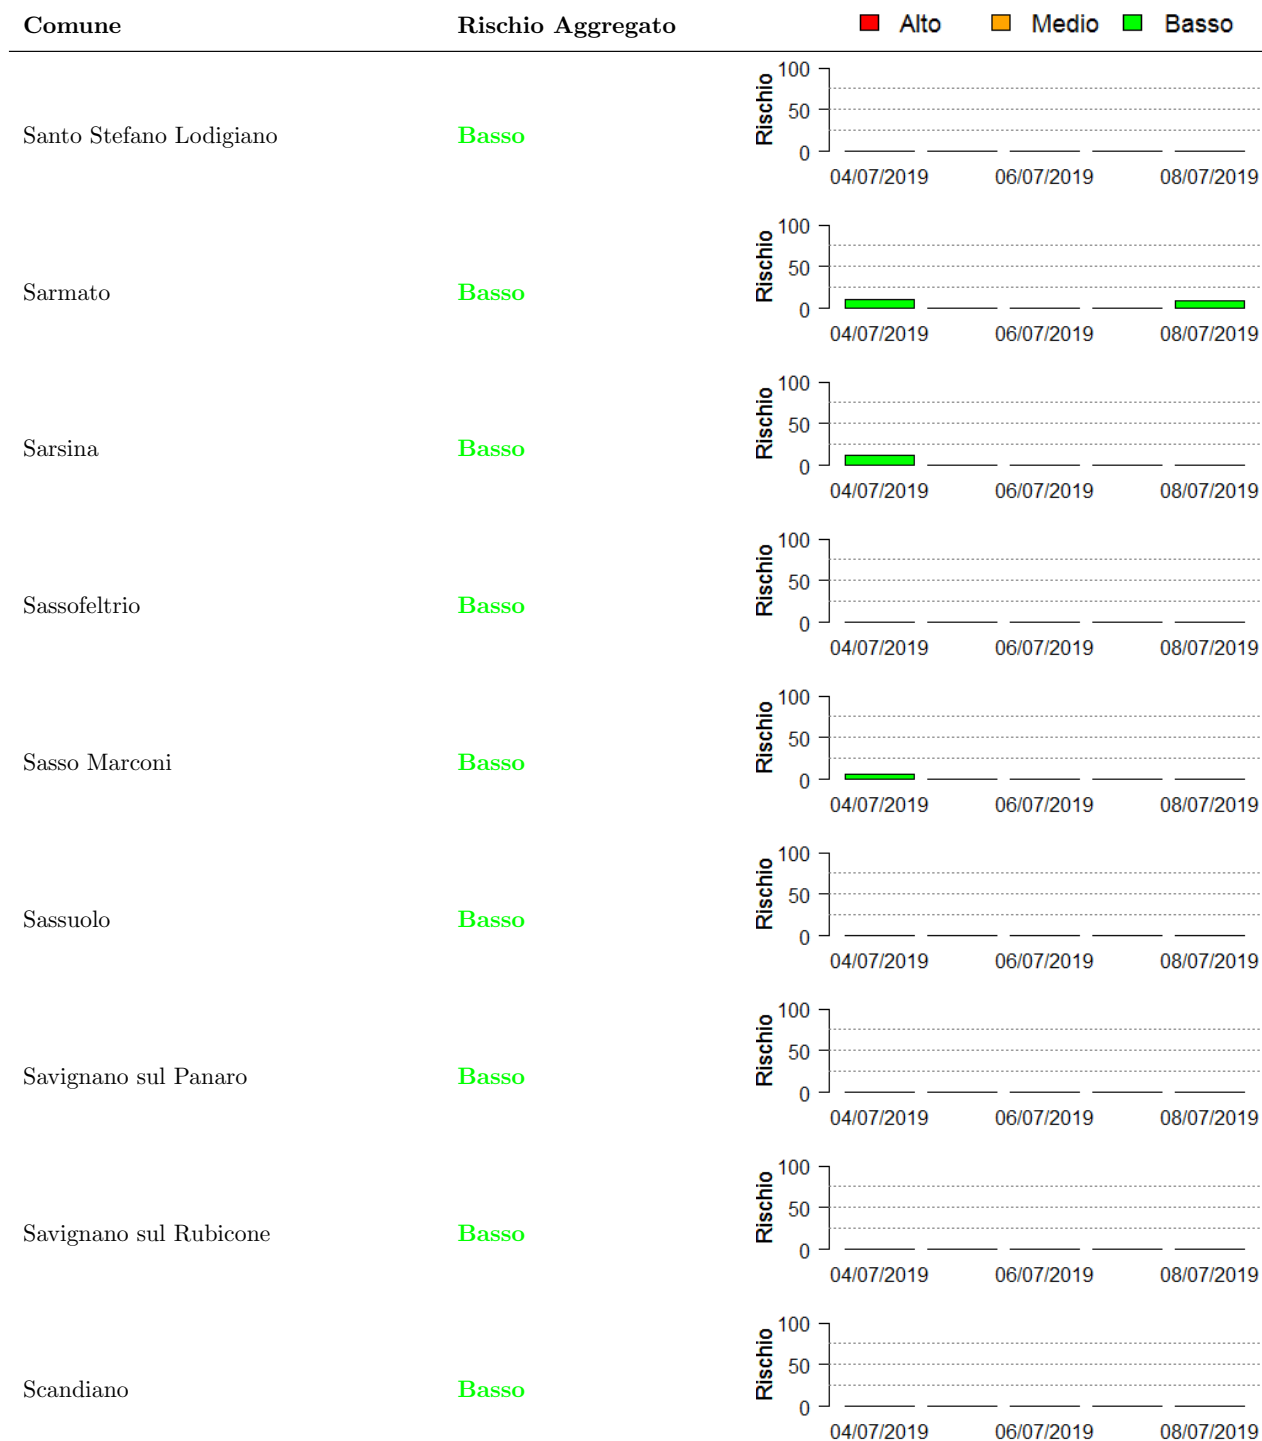 Comune Rischio Aggregato Alto Medio Basso
Santo Stefano Lodigiano Basso Rischio 100 50 0
04/07/2019 06/07/2019 08/07/2019
Sarmato Basso Rischio 100 50 0
04/07/2019 06/07/2019 08/07/2019
Sarsina Basso Rischio 100 50 0
04/07/2019 06/07/2019 08/07/2019
Sassofeltrio Basso Rischio 100 50 0
04/07/2019 06/07/2019 08/07/2019
Sasso Marconi Basso Rischio 100 50 0
04/07/2019 06/07/2019 08/07/2019
Sassuolo Basso Rischio 100 50 0
04/07/2019 06/07/2019 08/07/2019
Savignano sul Panaro Basso Rischio 100 50 0
04/07/2019 06/07/2019 08/07/2019
Savignano sul Rubicone Basso Rischio 100 50 0
04/07/2019 06/07/2019 08/07/2019
Scandiano Basso Rischio 100 50 0
04/07/2019 06/07/2019 08/07/2019